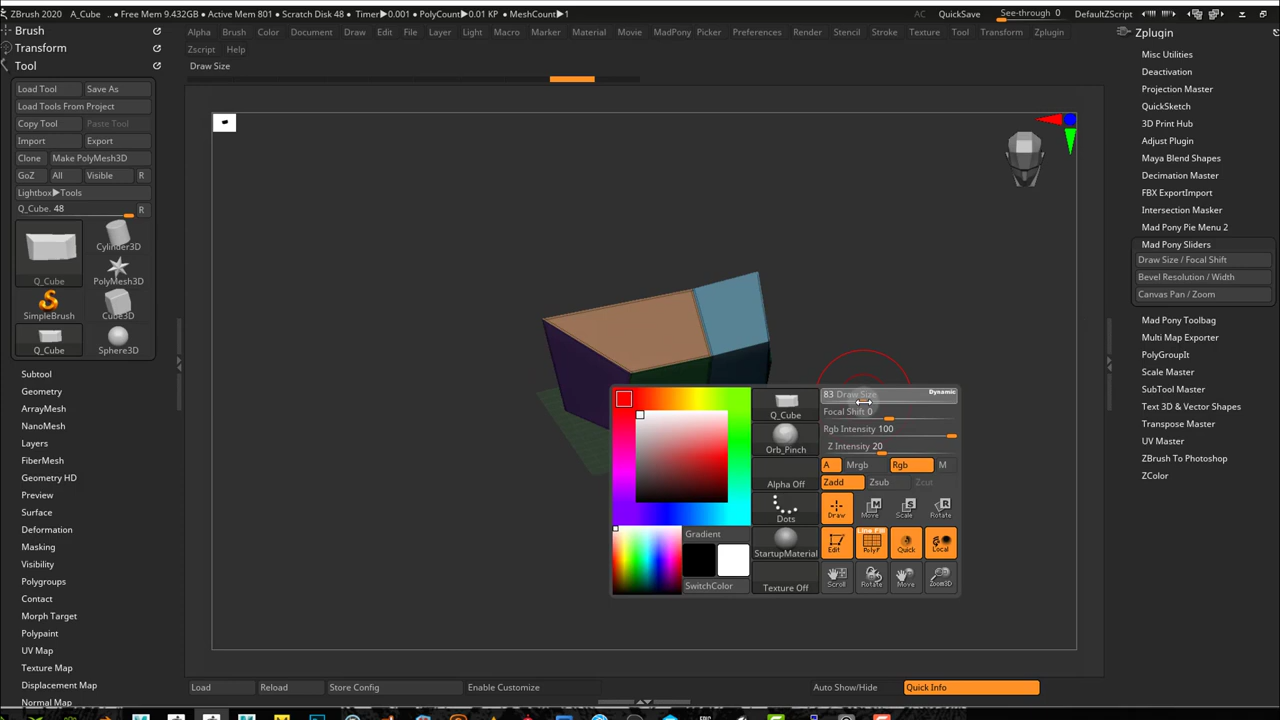 ZBrush 2020 A_Cube .. • Free Mem 9.432GB • Active Mem 801 • Scratch Disk 48 • Timer▶0.001 • PolyCount▶0.01 KP • MeshCount▶1 AC QuickSave See-through 0 DefaultZScript
Brush
Transform
Tool
Alpha Brush Color Document Draw Edit File Layer Light Macro Marker Material Movie MadPony Picker Preferences Render Stencil Stroke Texture Tool Transform Zplugin
Zscript Help
Draw Size
Load Tool Save As
Load Tools From Project
Copy Tool Paste Tool
Import Export
Clone Make PolyMesh3D
GoZ All Visible R
Lightbox▶Tools
Q_Cube. 48 R
Q_Cube Cylinder3D
PolyMesh3D
SimpleBrush Cube3D
Q_Cube Sphere3D
Subtool
Geometry
ArrayMesh
NanoMesh
Layers
FiberMesh
Geometry HD
Preview
Surface
Deformation
Masking
Visibility
Polygroups
Contact
Morph Target
Polypaint
UV Map
Texture Map
Displacement Map
Normal Map
Gradient
SwitchColor
Q_Cube
Orb_Pinch
Alpha Off
Dots
StartupMaterial
Texture Off
83 Draw Size Dynamic
Focal Shift 0
Rgb Intensity 100
Z Intensity 20
A Mrgb Rgb M
Zadd Zsub Zcut
Draw Move Scale Rotate
Line Fill
Edit PolyF Quick Local
Scroll Rotate Move Zoom3D
Load Reload Store Config Enable Customize Auto Show/Hide Quick Info
Zplugin
Misc Utilities
Deactivation
Projection Master
QuickSketch
3D Print Hub
Adjust Plugin
Maya Blend Shapes
Decimation Master
FBX ExportImport
Intersection Masker
Mad Pony Pie Menu 2
Mad Pony Sliders
Draw Size / Focal Shift
Bevel Resolution / Width
Canvas Pan / Zoom
Mad Pony Toolbag
Multi Map Exporter
PolyGroupIt
Scale Master
SubTool Master
Text 3D & Vector Shapes
Transpose Master
UV Master
ZBrush To Photoshop
ZColor